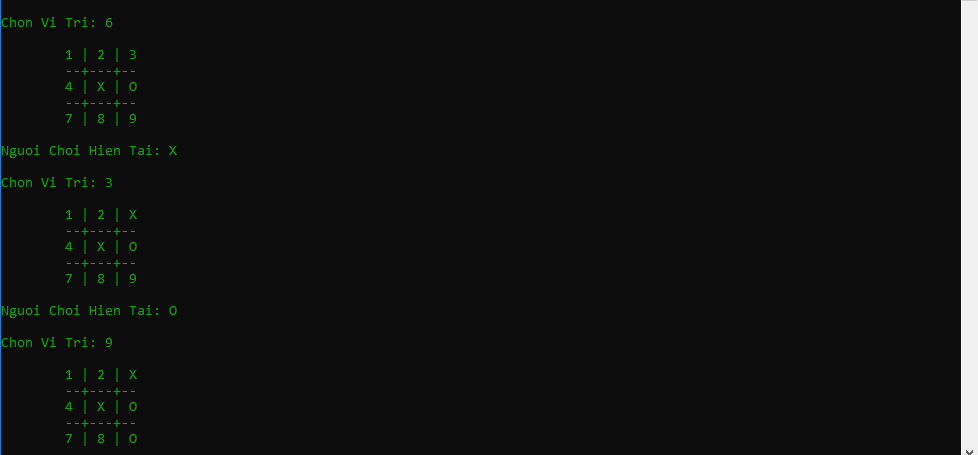 Chon Vi Tri: 6
1 | 2 | 3
--+---+--
4 | X | O
--+---+--
7 | 8 | 9
Nguoi Choi Hien Tai: X
Chon Vi Tri: 3
1 | 2 | X
--+---+--
4 | X | O
--+---+--
7 | 8 | 9
Nguoi Choi Hien Tai: O
Chon Vi Tri: 9
1 | 2 | X
--+---+--
4 | X | O
--+---+--
7 | 8 | O